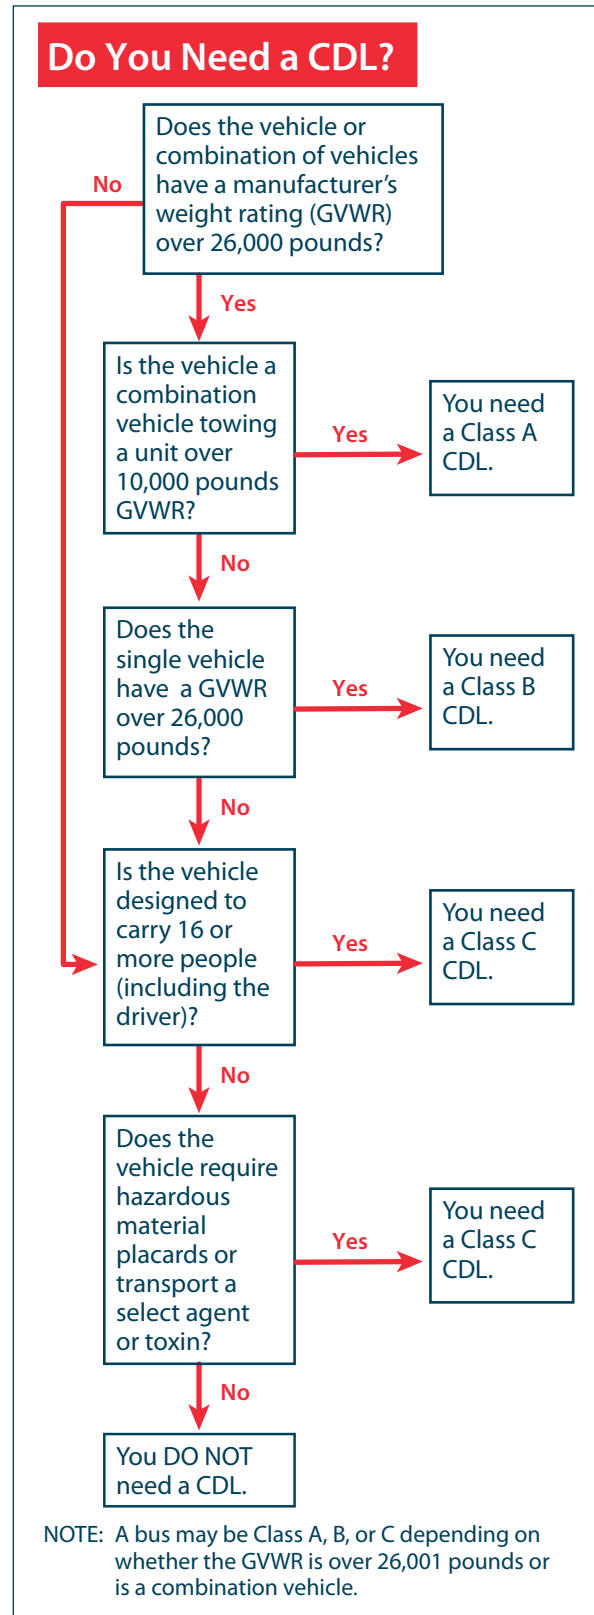 Do You Need a CDL?
Does the vehicle or
combination of vehicles
have a manufacturer’s
weight rating (GVWR)
over 26,000 pounds?
No
Yes
Is the vehicle a
combination
vehicle towing
a unit over
10,000 pounds
GVWR?
Yes
You need
a Class A
CDL.
No
Does the
single vehicle
have a GVWR
over 26,000
pounds?
Yes
You need
a Class B
CDL.
No
Is the vehicle
designed to
carry 16 or
more people
(including the
driver)?
Yes
You need
a Class C
CDL.
No
Does the
vehicle require
hazardous
material
placards or
transport a
select agent
or toxin?
Yes
You need
a Class C
CDL.
No
You DO NOT
need a CDL.
NOTE: A bus may be Class A, B, or C depending on
whether the GVWR is over 26,001 pounds or
is a combination vehicle.